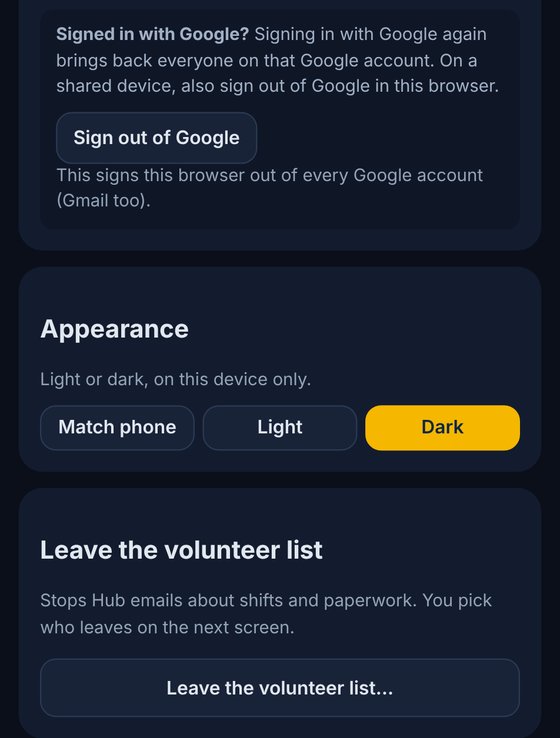 Signed in with Google? Signing in with Google again
brings back everyone on that Google account. On a
shared device, also sign out of Google in this browser.
Sign out of Google
This signs this browser out of every Google account
(Gmail too).
Appearance
Light or dark, on this device only.
Match phone
Light
Dark
Leave the volunteer list
Stops Hub emails about shifts and paperwork. You pick
who leaves on the next screen.
Leave the volunteer list...